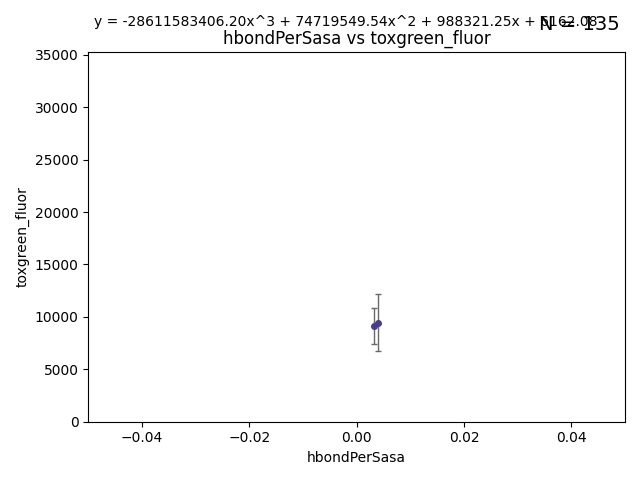 y = -28611583406.20x^3 + 74719549.54x^2 + 988321.25x + 5162.08
N = 135
hbondPerSasa vs toxgreen_fluor
35000
30000
25000
20000
15000
10000
5000
0
toxgreen_fluor
−0.04
−0.02
0.00
0.02
0.04
hbondPerSasa